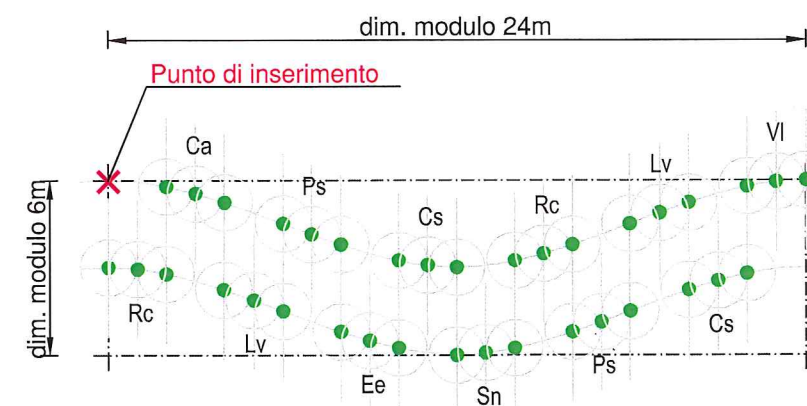 dim. modulo 24m
Punto di inserimento
Ca
Ps
Cs
Rc
Lv
Vl
dim. modulo 6m
Rc
Lv
Ee
Sn
Ps
Cs